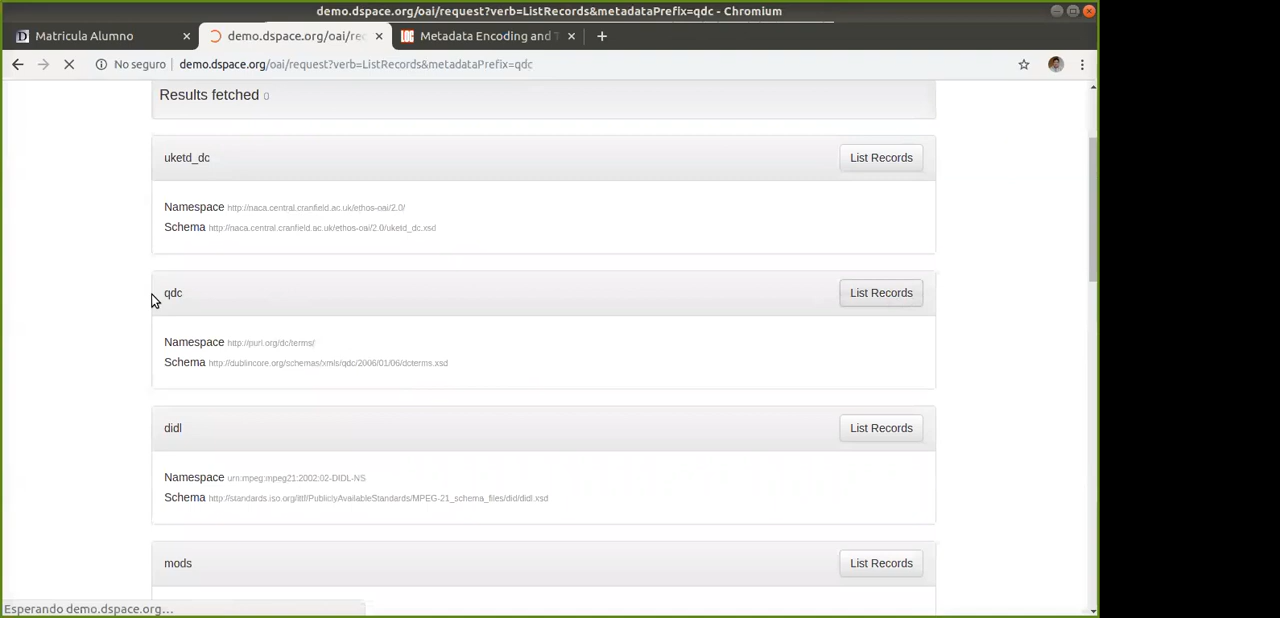 demo.dspace.org/oai/request?verb=ListRecords&metadataPrefix=qdc - Chromium
Matricula Alumno
demo.dspace.org/oai/re
Metadata Encoding and T
No seguro
demo.dspace.org/oai/request?verb=ListRecords&metadataPrefix=qdc
Results fetched 0
uketd_dc
List Records
Namespace http://naca.central.cranfield.ac.uk/ethos-oai/2.0/
Schema http://naca.central.cranfield.ac.uk/ethos-oai/2.0/uketd_dc.xsd
qdc
List Records
Namespace http://purl.org/dc/terms/
Schema http://dublincore.org/schemas/xmls/qdc/2006/01/06/dcterms.xsd
didl
List Records
Namespace urn:mpeg:mpeg21:2002:02-DIDL-NS
Schema http://standards.iso.org/ittf/PubliclyAvailableStandards/MPEG-21_schema_files/did/didl.xsd
mods
List Records
Esperando demo.dspace.org...